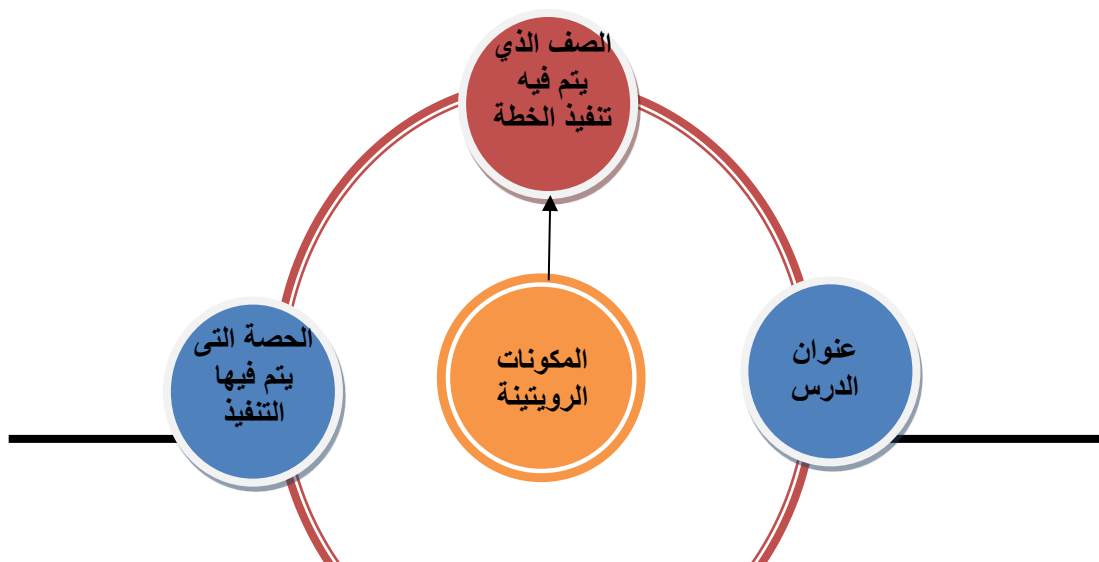 الصف الذي
يتم فيه
تنفيذ الخطة
عنوان
الدرس
المكونات
الرويتينة
الحصة التى
يتم فيها
التنفيذ